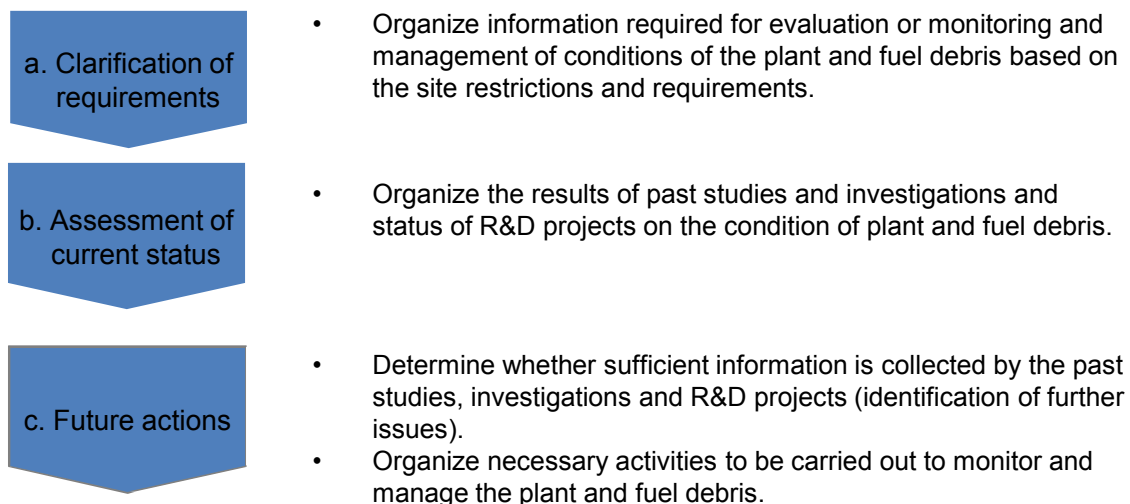 a. Clarification of
requirements
• Organize information required for evaluation or monitoring and
management of conditions of the plant and fuel debris based on
the site restrictions and requirements.
b. Assessment of
current status
• Organize the results of past studies and investigations and
status of R&D projects on the condition of plant and fuel debris.
c. Future actions
• Determine whether sufficient information is collected by the past
studies, investigations and R&D projects (identification of further
issues).
• Organize necessary activities to be carried out to monitor and
manage the plant and fuel debris.